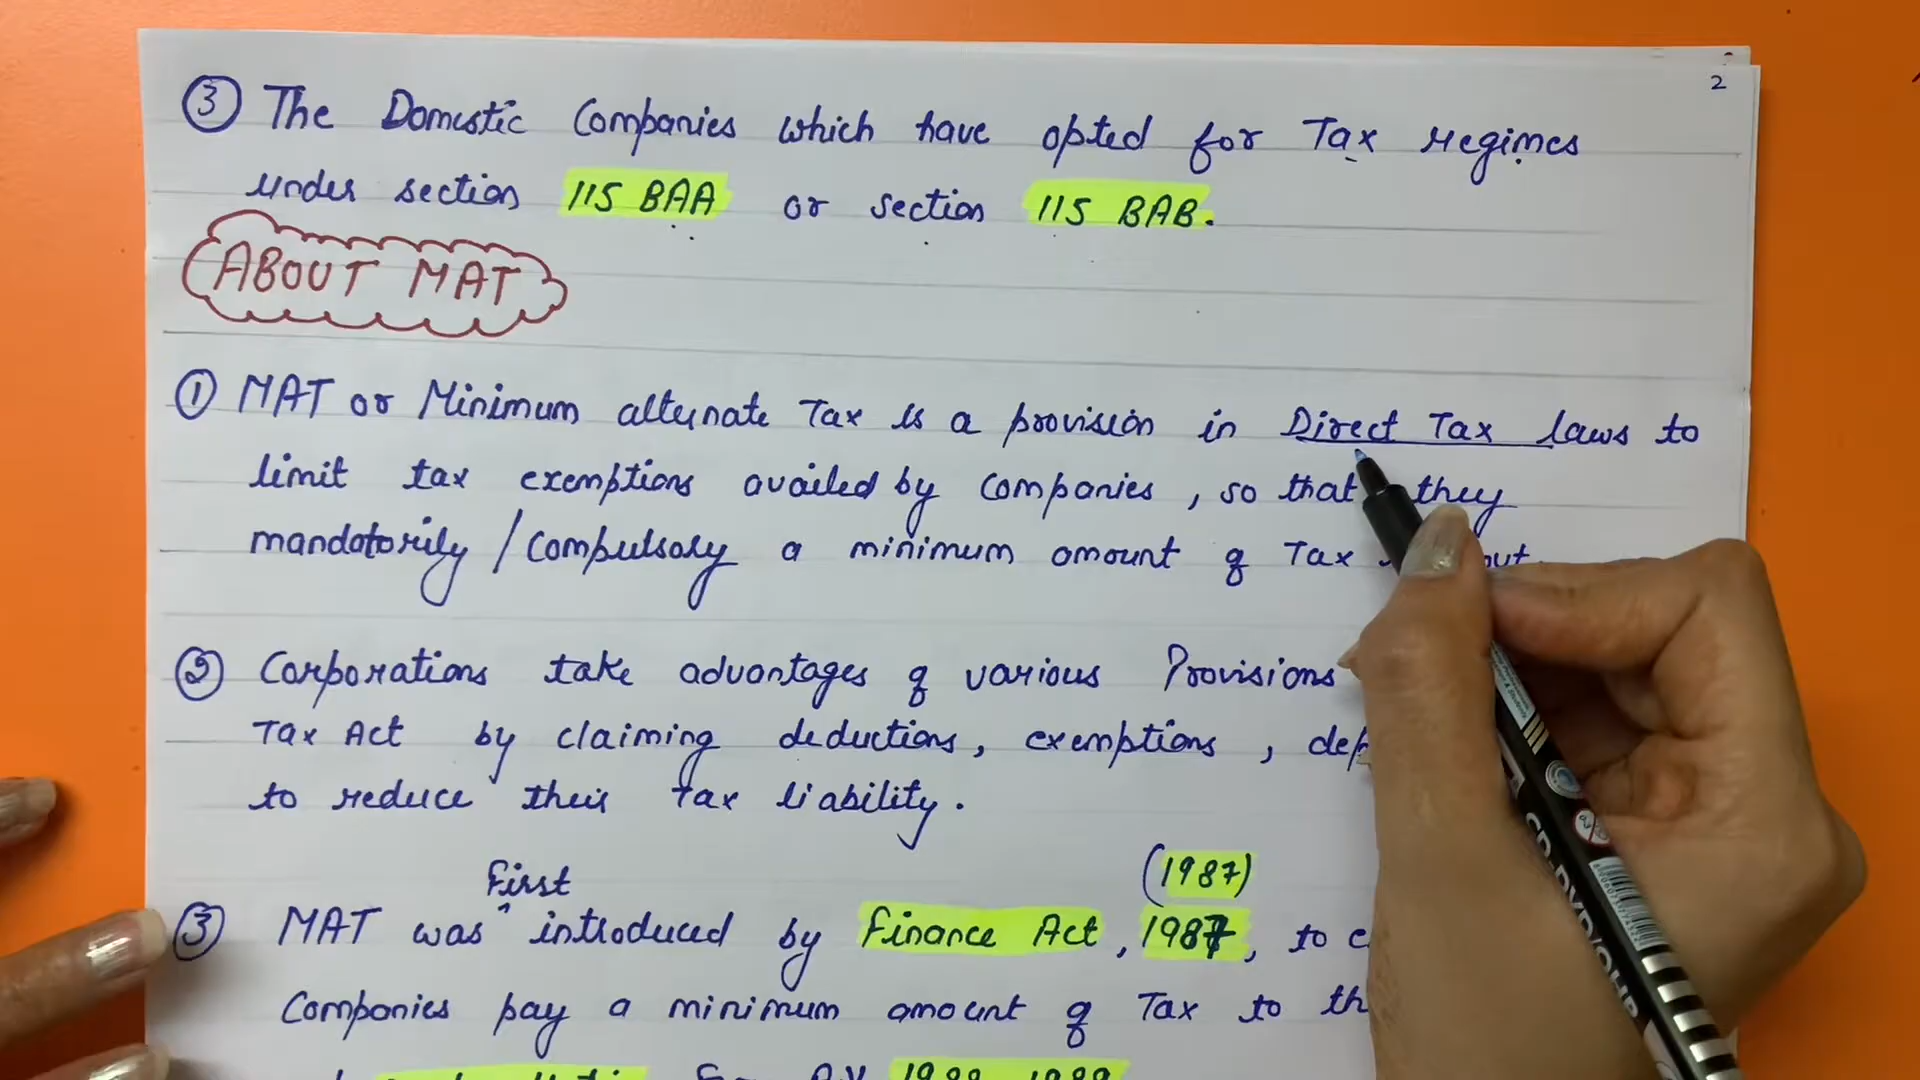 2
③ The Domestic Companies which have opted for Tax regimes
under section 115 BAA or section 115 BAB.
ABOUT MAT
① MAT or Minimum alternate Tax is a provision in Direct Tax laws to
limit tax exemptions availed by companies, so that they
mandatorily / Compulsory a minimum amount of Tax
② Corporations take advantages of various Provisions
Tax Act by claiming deductions, exemptions,
to reduce their tax liability.
First (1987)
③ MAT was ^ introduced by Finance Act, 1987, to
Companies pay a minimum amount of Tax to